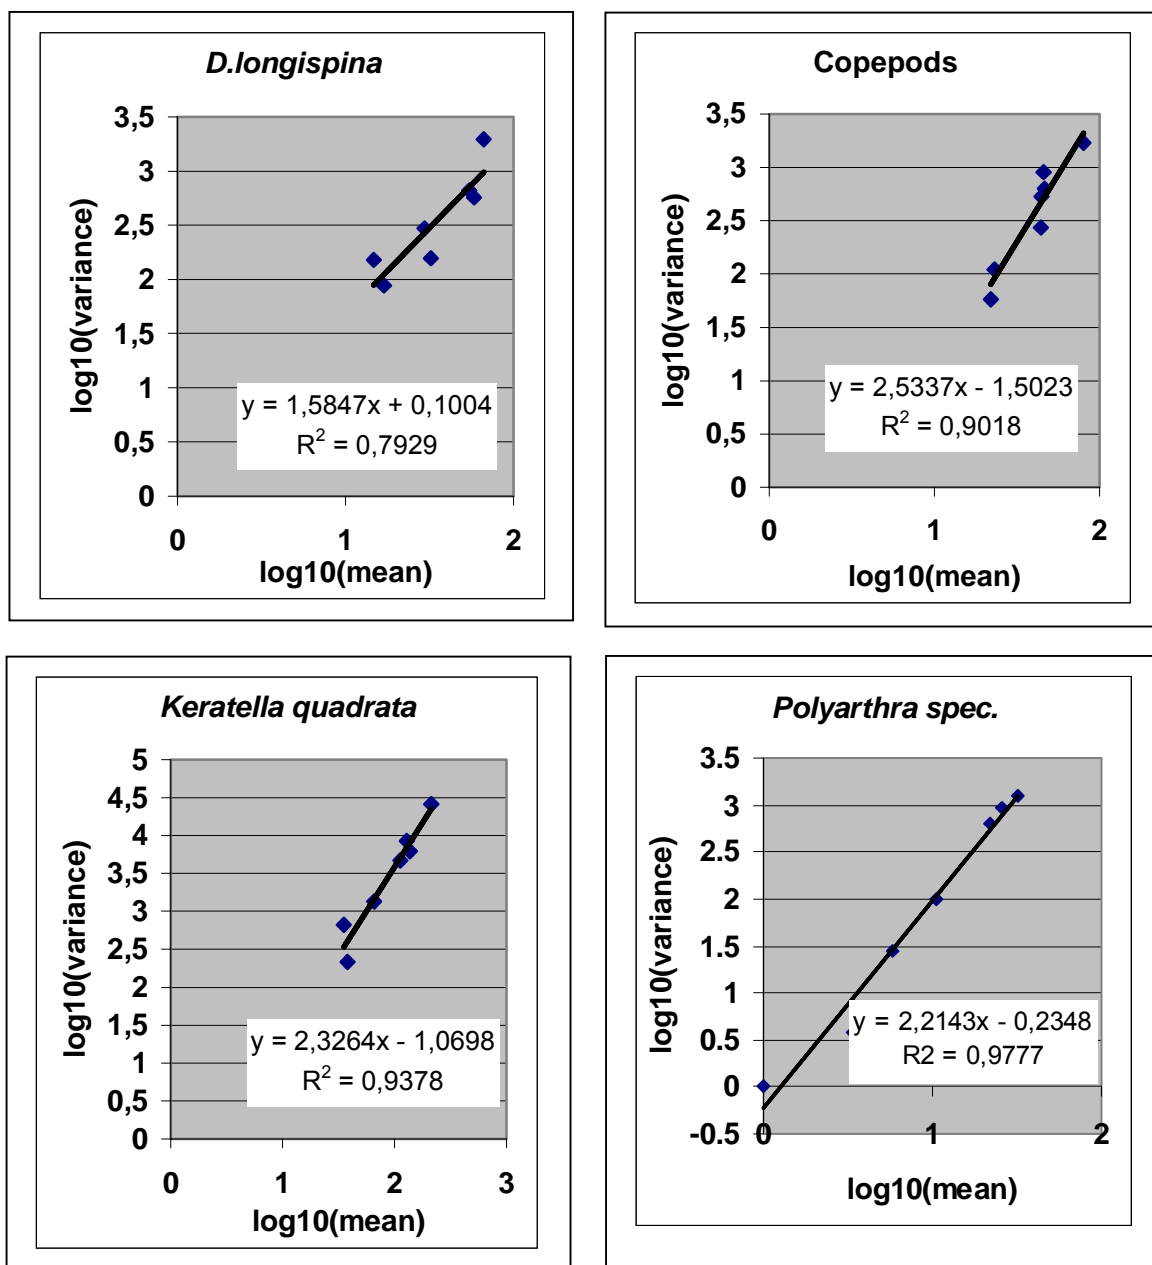 D.longispina
3,5
3
2,5
2
1,5
1
0,5
0
log10(variance)
y = 1,5847x + 0,1004
R² = 0,7929
0 1 2
log10(mean)
Copepods
3,5
3
2,5
2
1,5
1
0,5
0
log10(variance)
y = 2,5337x - 1,5023
R² = 0,9018
0 1 2
log10(mean)
Keratella quadrata
5
4,5
4
3,5
3
2,5
2
1,5
1
0,5
0
log10(variance)
y = 2,3264x - 1,0698
R² = 0,9378
0 1 2 3
log10(mean)
Polyarthra spec.
3.5
3
2.5
2
1.5
1
0.5
0
-0.5
log10(variance)
y = 2,2143x - 0,2348
R2 = 0,9777
0 1 2
log10(mean)